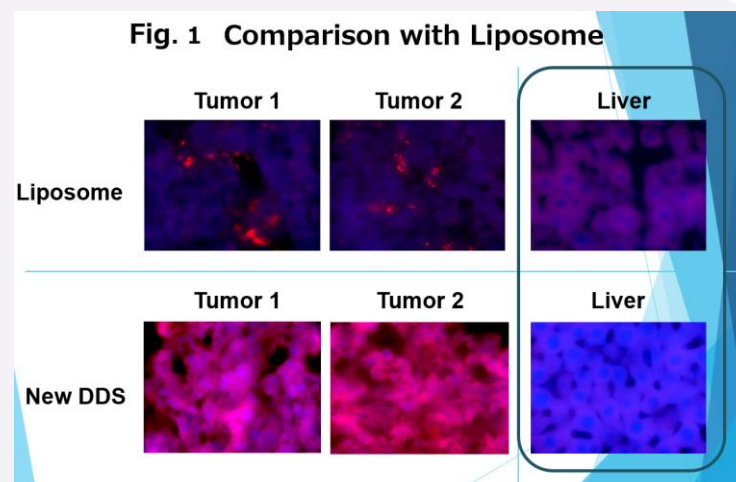 Fig. 1 Comparison with Liposome
Tumor 1 Tumor 2 Liver
Liposome
Tumor 1 Tumor 2 Liver
New DDS